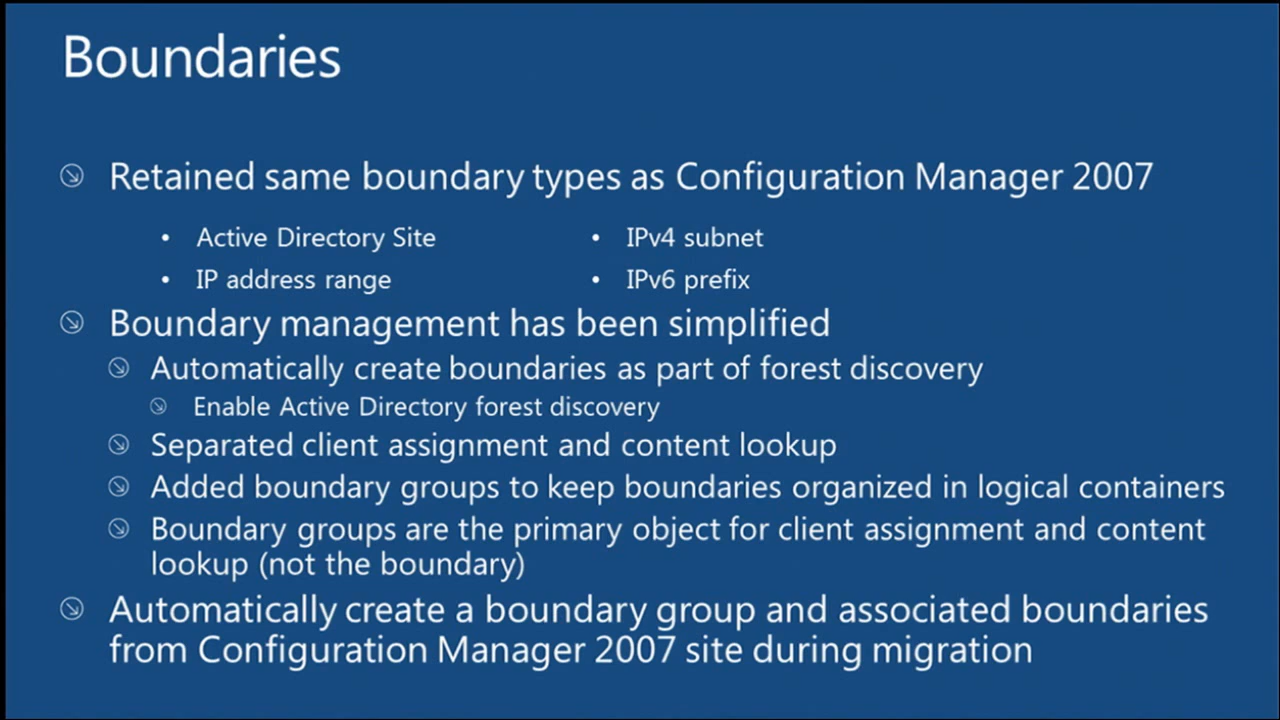 Boundaries
Retained same boundary types as Configuration Manager 2007
• Active Directory Site
• IPv4 subnet
• IP address range
• IPv6 prefix
Boundary management has been simplified
Automatically create boundaries as part of forest discovery
Enable Active Directory forest discovery
Separated client assignment and content lookup
Added boundary groups to keep boundaries organized in logical containers
Boundary groups are the primary object for client assignment and content
lookup (not the boundary)
Automatically create a boundary group and associated boundaries
from Configuration Manager 2007 site during migration